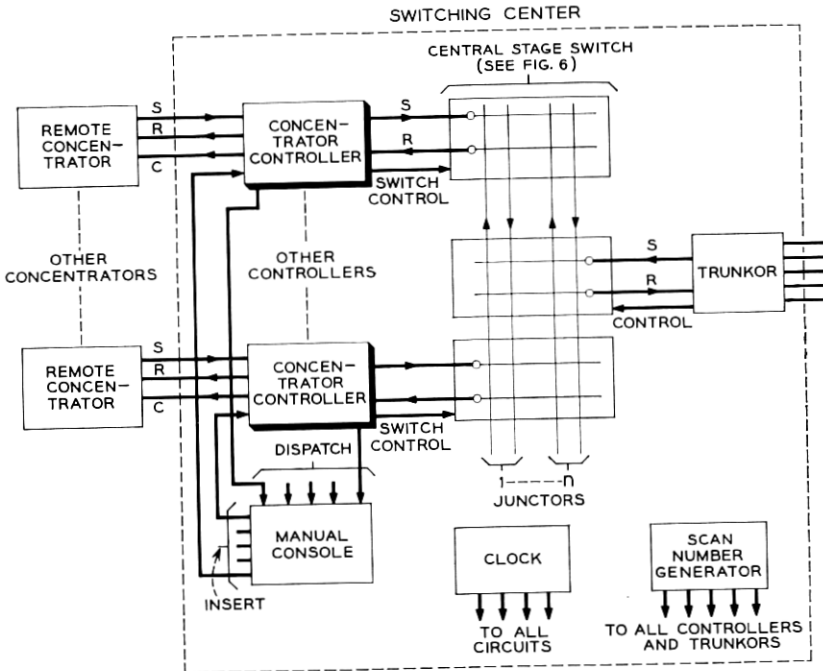 SWITCHING CENTER
CENTRAL STAGE SWITCH
(SEE FIG. 6)
REMOTE
CONCEN-
TRATOR
S
R
C
CONCEN-
TRATOR
CONTROLLER
S
R
SWITCH
CONTROL
OTHER
CONCENTRATORS
OTHER
CONTROLLERS
S
R
CONTROL
TRUNKOR
REMOTE
CONCEN-
TRATOR
S
R
C
CONCEN-
TRATOR
CONTROLLER
SWITCH
CONTROL
DISPATCH
1 n
JUNCTORS
MANUAL
CONSOLE
INSERT
CLOCK
TO ALL
CIRCUITS
SCAN
NUMBER
GENERATOR
TO ALL CONTROLLERS
AND TRUNKORS